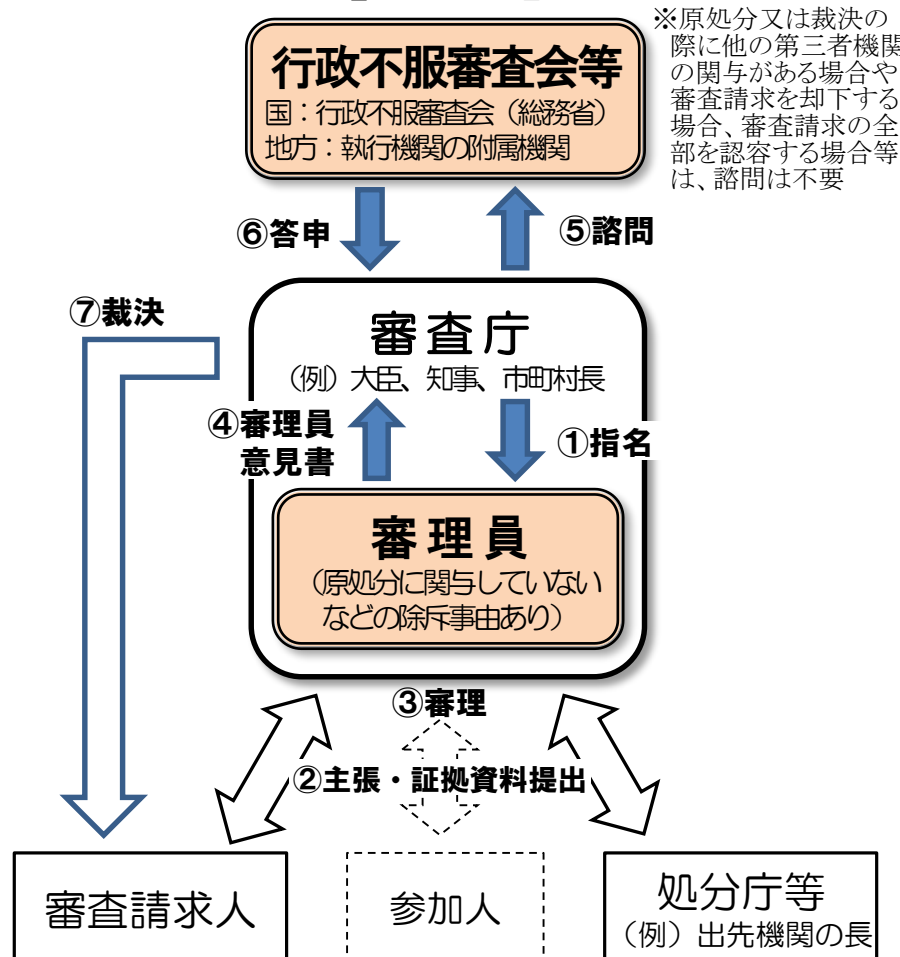 ※原処分又は裁決の
際に他の第三者機関
の関与がある場合や
審査請求を却下する
場合、審査請求の全
部を認容する場合等
は、諮問は不要
行政不服審査会等
国：行政不服審査会（総務省）
地方：執行機関の附属機関
⑥答申
⑤諮問
⑦裁決
審査庁
（例）大臣、知事、市町村長
④審理員
意見書
①指名
審理員
（原処分に関与していない
などの除斥事由あり）
③審理
②主張・証拠資料提出
審査請求人
参加人
処分庁等
（例）出先機関の長